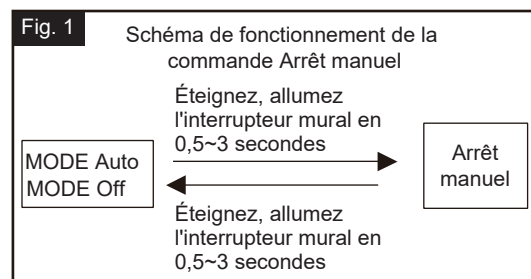 Fig. 1
Schéma de fonctionnement de la
commande Arrêt manuel
Éteignez, allumez
l'interrupteur mural en
0,5~3 secondes
MODE Auto
MODE Off
Arrêt
manuel
Éteignez, allumez
l'interrupteur mural en
0,5~3 secondes